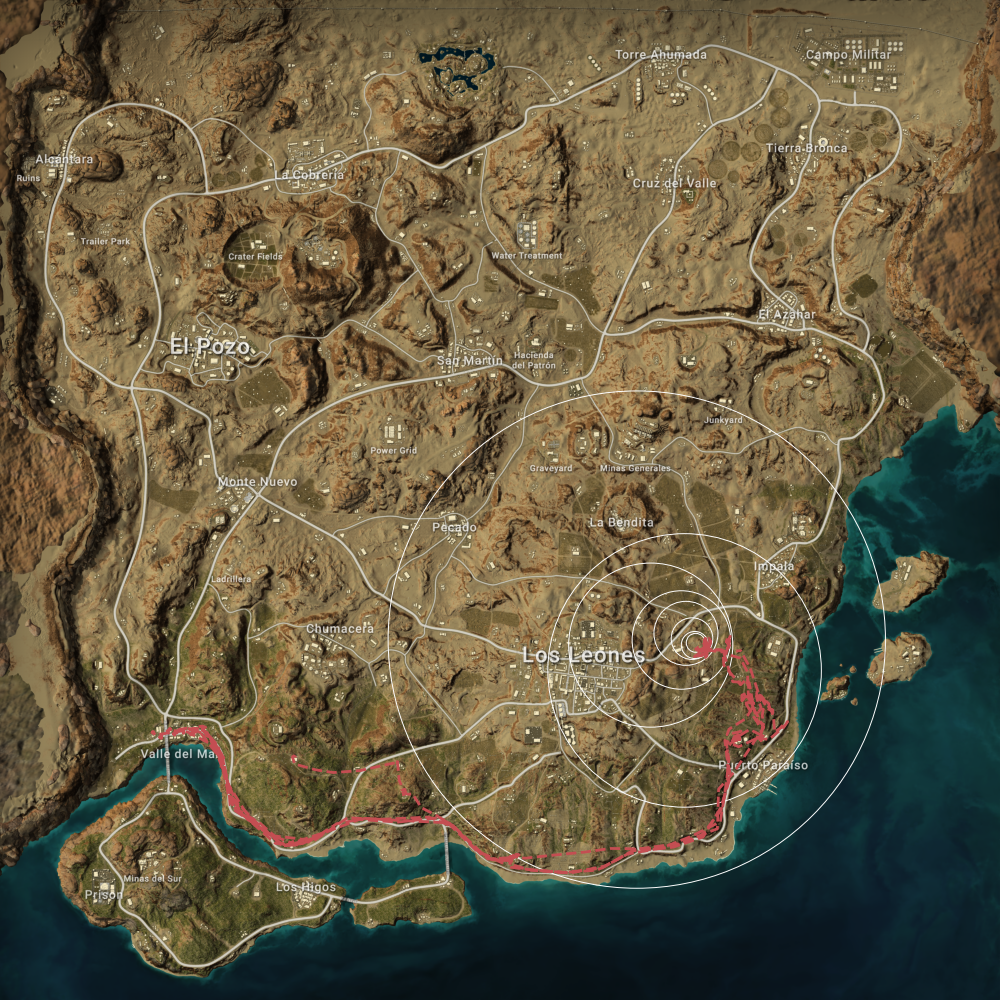 Torre Ahumada
Campo Militar
Alcantara
Ruins
La Cobreria
Tierra Bronca
Cruz del Valle
Trailer Park
Crater Fields
Water Treatment
El Pozo
San Martin
Hacienda
del Patrón
El Azahar
Junkyard
Power Grid
Graveyard
Minas Generales
Monte Nuevo
Pecado
La Bendita
Ladrillera
Impala
Chumacera
Los Leones
Valle del Mar
Puerto Paraiso
Minas del Sur
Prison
Los Higos